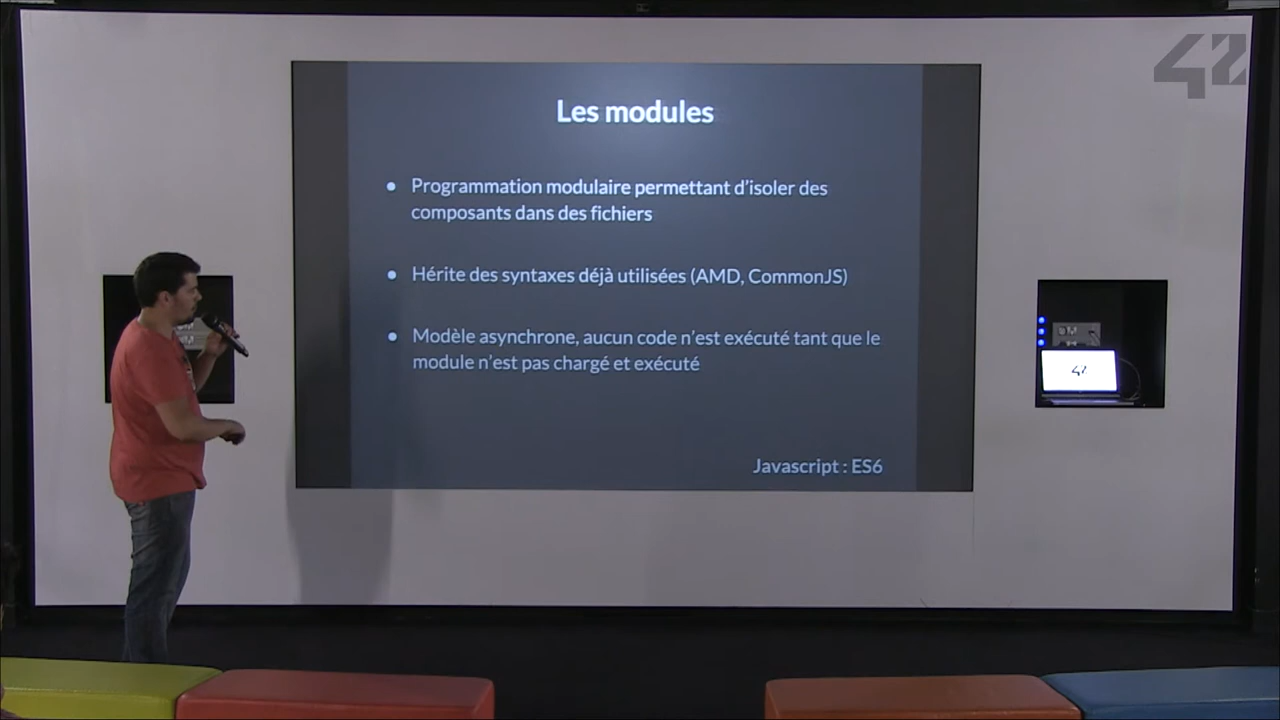 42
Les modules
● Programmation modulaire permettant d'isoler des
composants dans des fichiers
● Hérite des syntaxes déjà utilisées (AMD, CommonJS)
● Modèle asynchrone, aucun code n'est exécuté tant que le
module n'est pas chargé et exécuté
42
Javascript : ES6